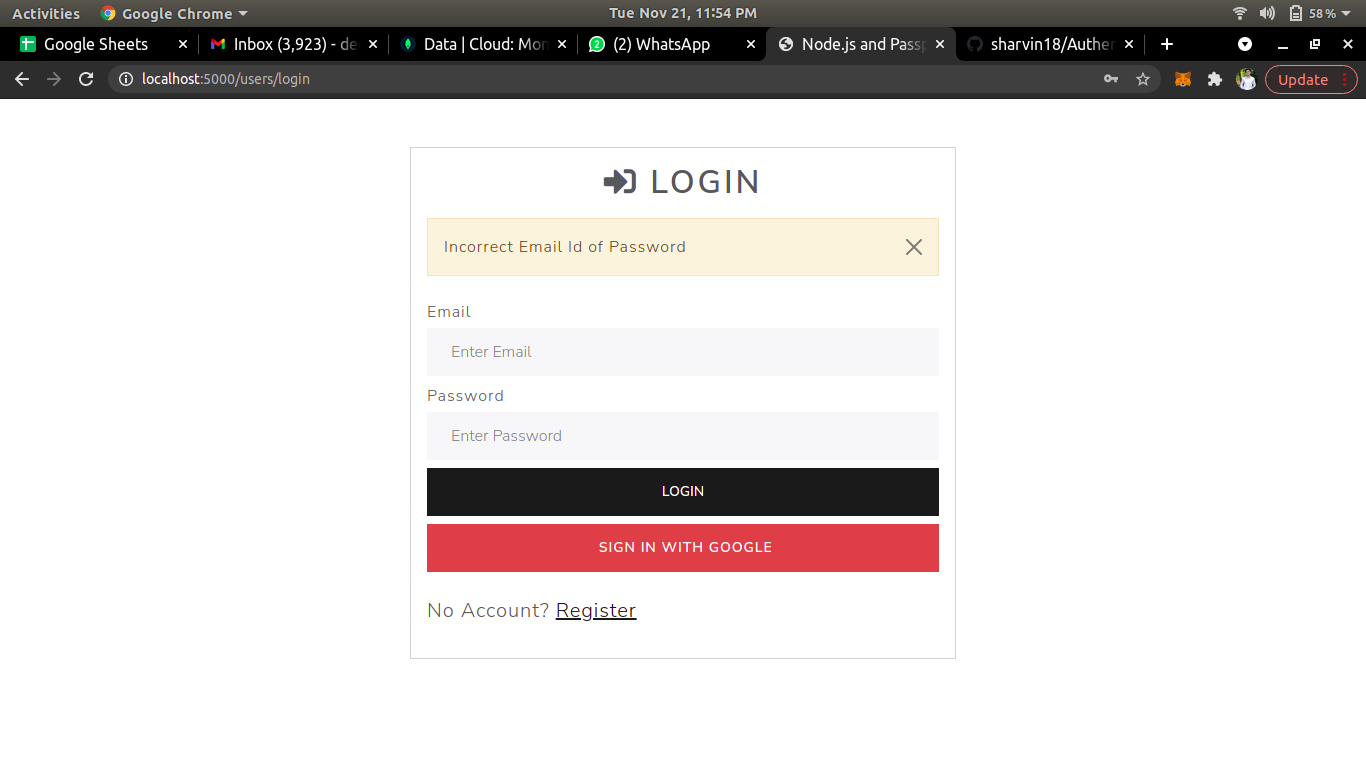 Activities Google Chrome Tue Nov 21, 11:54 PM 58%
Google Sheets Inbox (3,923) - de Data | Cloud: Mon (2) WhatsApp Node.js and Passp sharvin18/Authen
localhost:5000/users/login Update
LOGIN
Incorrect Email Id of Password
Email
Enter Email
Password
Enter Password
LOGIN
SIGN IN WITH GOOGLE
No Account? Register